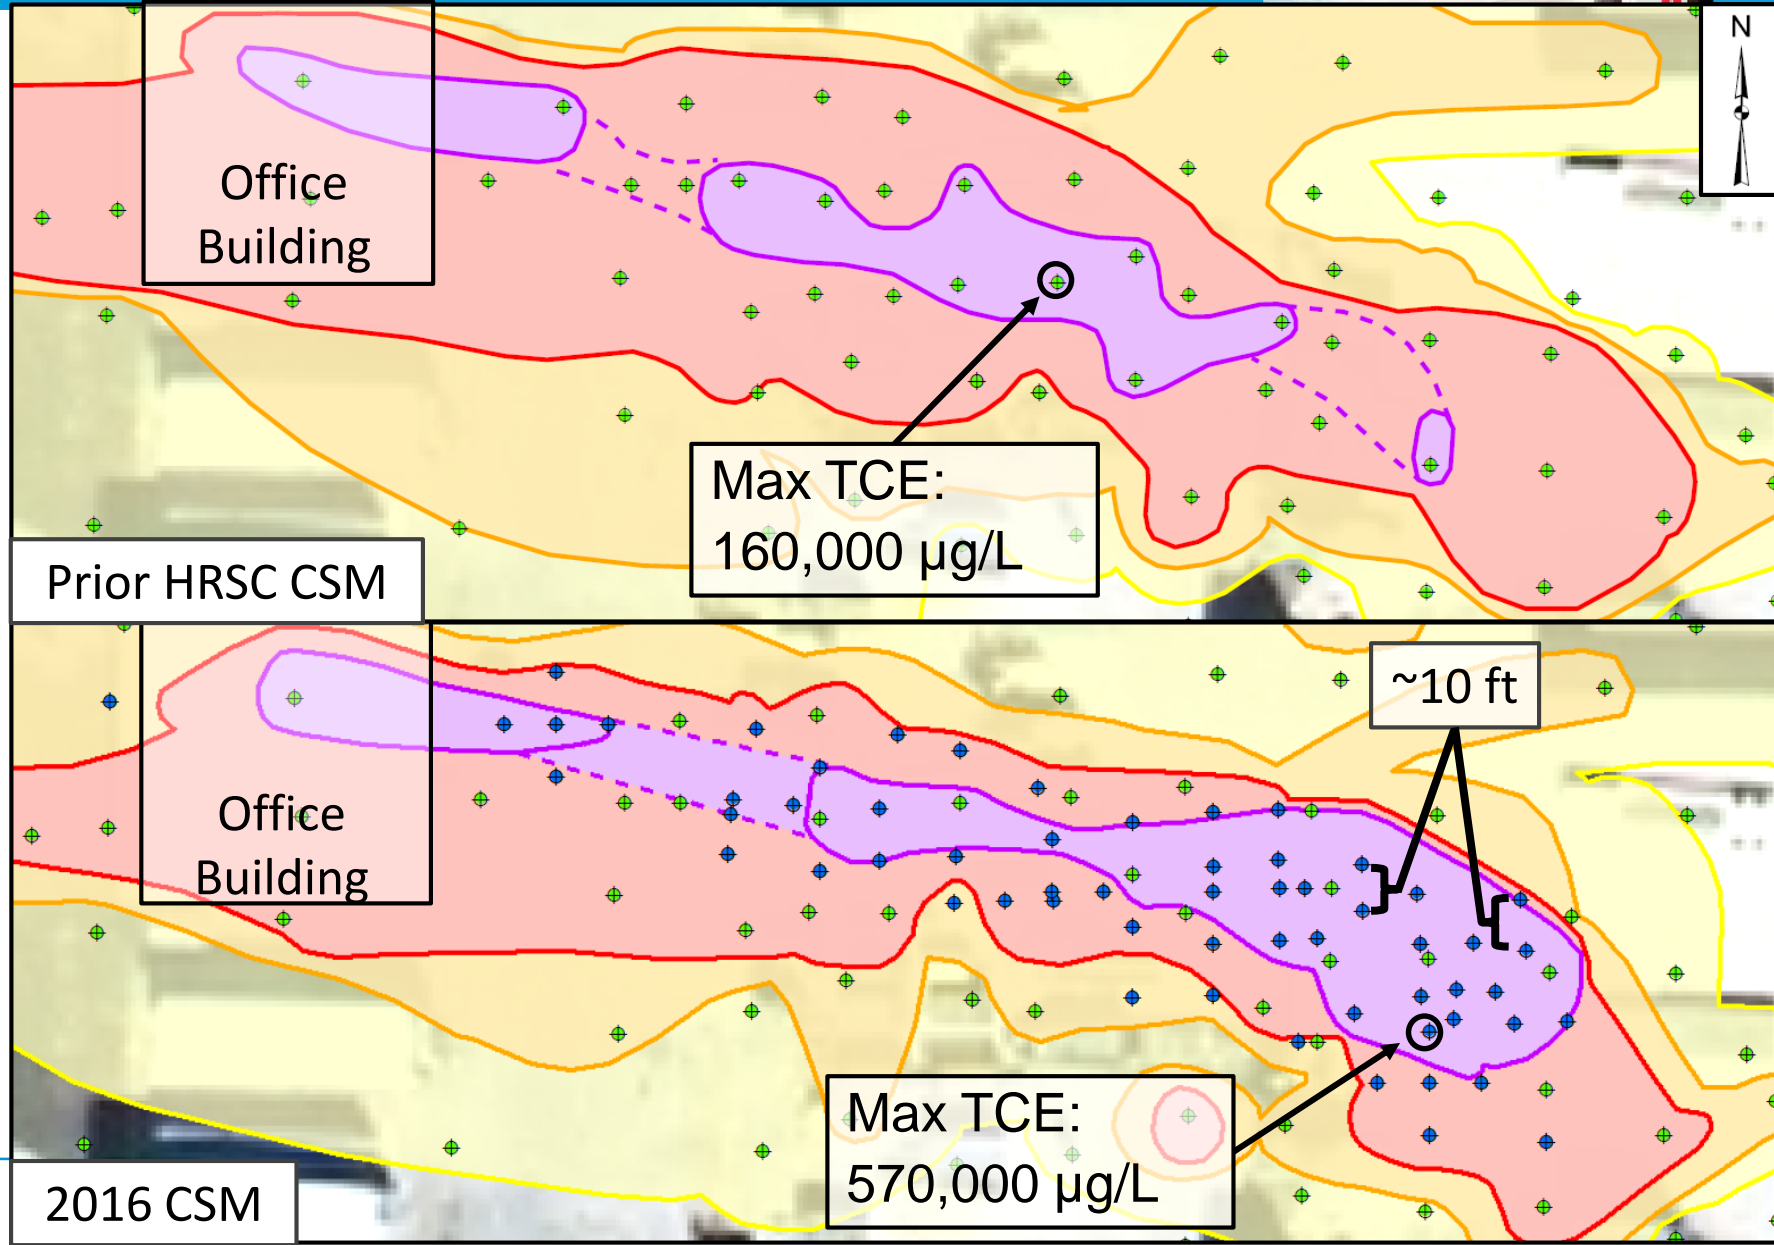 N
Office
Building
Max TCE:
160,000 µg/L
Prior HRSC CSM
~10 ft
Office
Building
Max TCE:
570,000 µg/L
2016 CSM